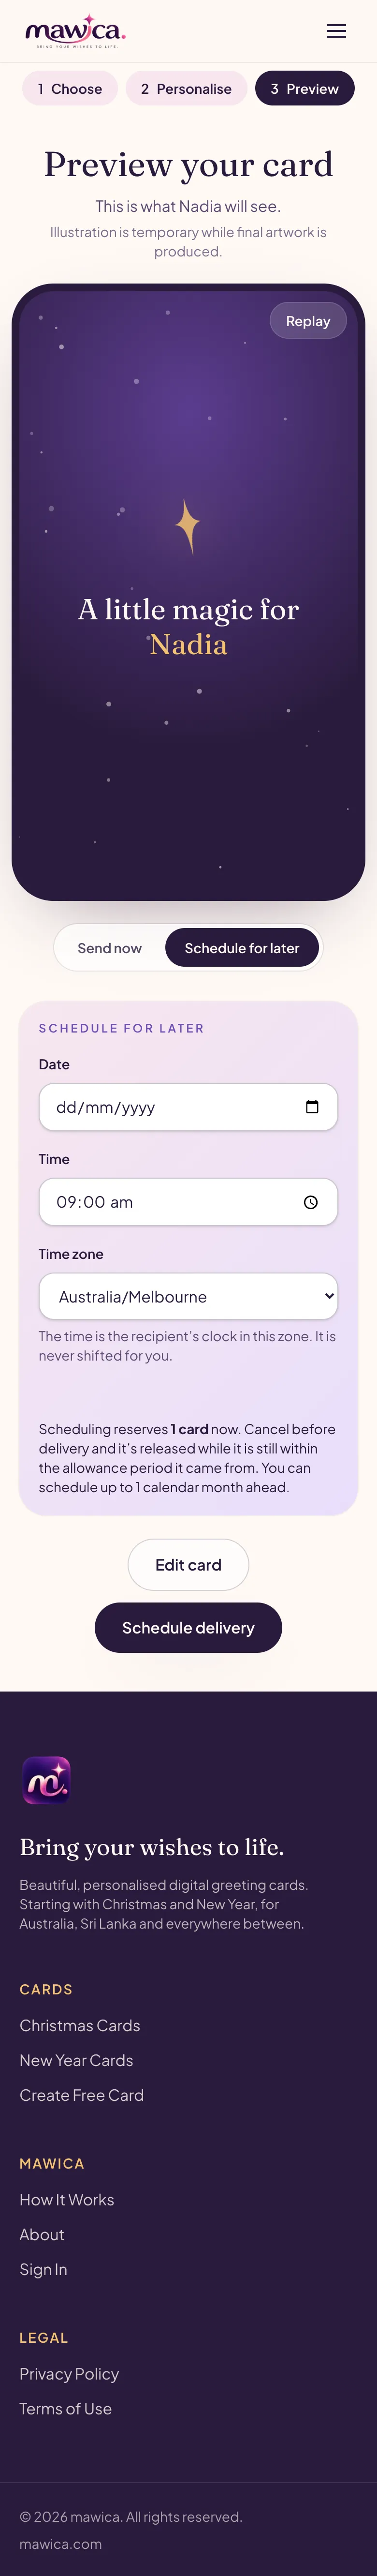 mawica.
BRING YOUR WISHES TO LIFE.
1 Choose
2 Personalise
3 Preview
Preview your card
This is what Nadia will see.
Illustration is temporary while final artwork is
produced.
Replay
A little magic for
Nadia
Send now
Schedule for later
SCHEDULE FOR LATER
Date
dd/mm/yyyy
Time
09:00 am
Time zone
Australia/Melbourne
The time is the recipient's clock in this zone. It is
never shifted for you.
Scheduling reserves 1 card now. Cancel before
delivery and it's released while it is still within
the allowance period it came from. You can
schedule up to 1 calendar month ahead.
Edit card
Schedule delivery
m.
Bring your wishes to life.
Beautiful, personalised digital greeting cards.
Starting with Christmas and New Year, for
Australia, Sri Lanka and everywhere between.
CARDS
Christmas Cards
New Year Cards
Create Free Card
MAWICA
How It Works
About
Sign In
LEGAL
Privacy Policy
Terms of Use
© 2026 mawica. All rights reserved.
mawica.com